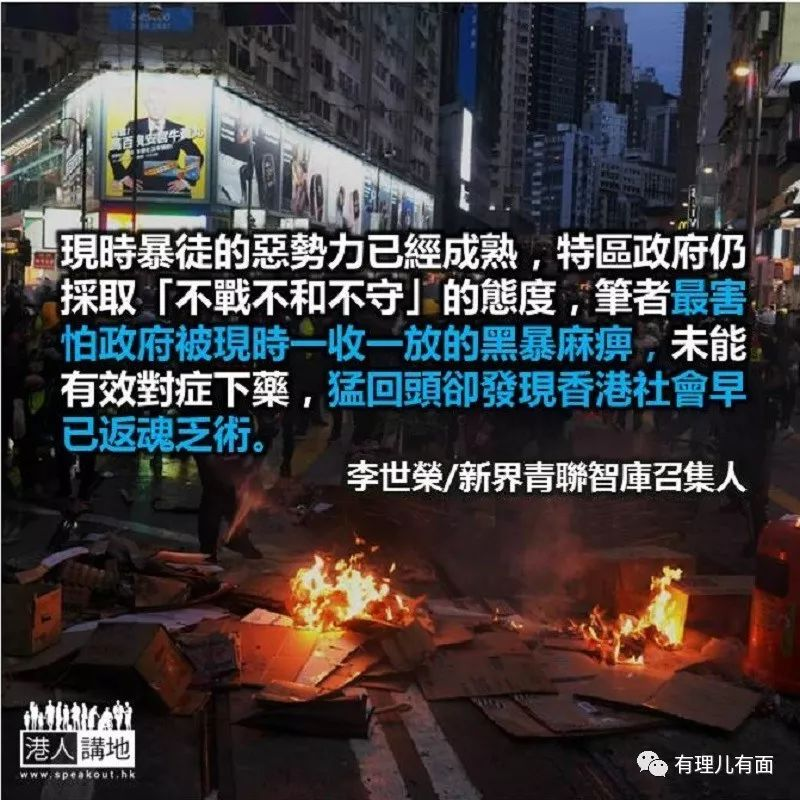 現時暴徒的惡勢力已經成熟，特區政府仍
採取「不戰不和不守」的態度，筆者最害
怕政府被現時一收一放的黑暴麻痹，未能
有效對症下藥，猛回頭卻發現香港社會早
已返魂乏術。
李世榮/新界青聯智庫召集人
港人講地
www.speakout.hk
有理儿有面